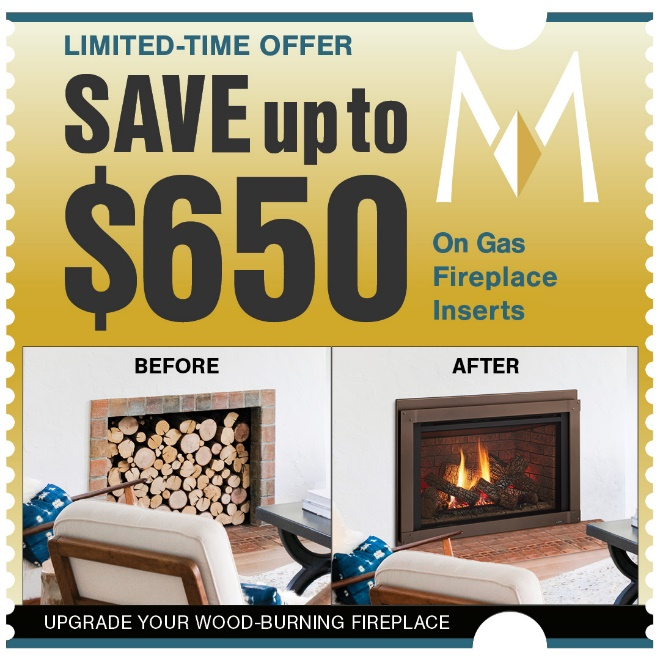 LIMITED-TIME OFFER
SAVE up to
$650
M
On Gas
Fireplace
Inserts
BEFORE
AFTER
UPGRADE YOUR WOOD-BURNING FIREPLACE